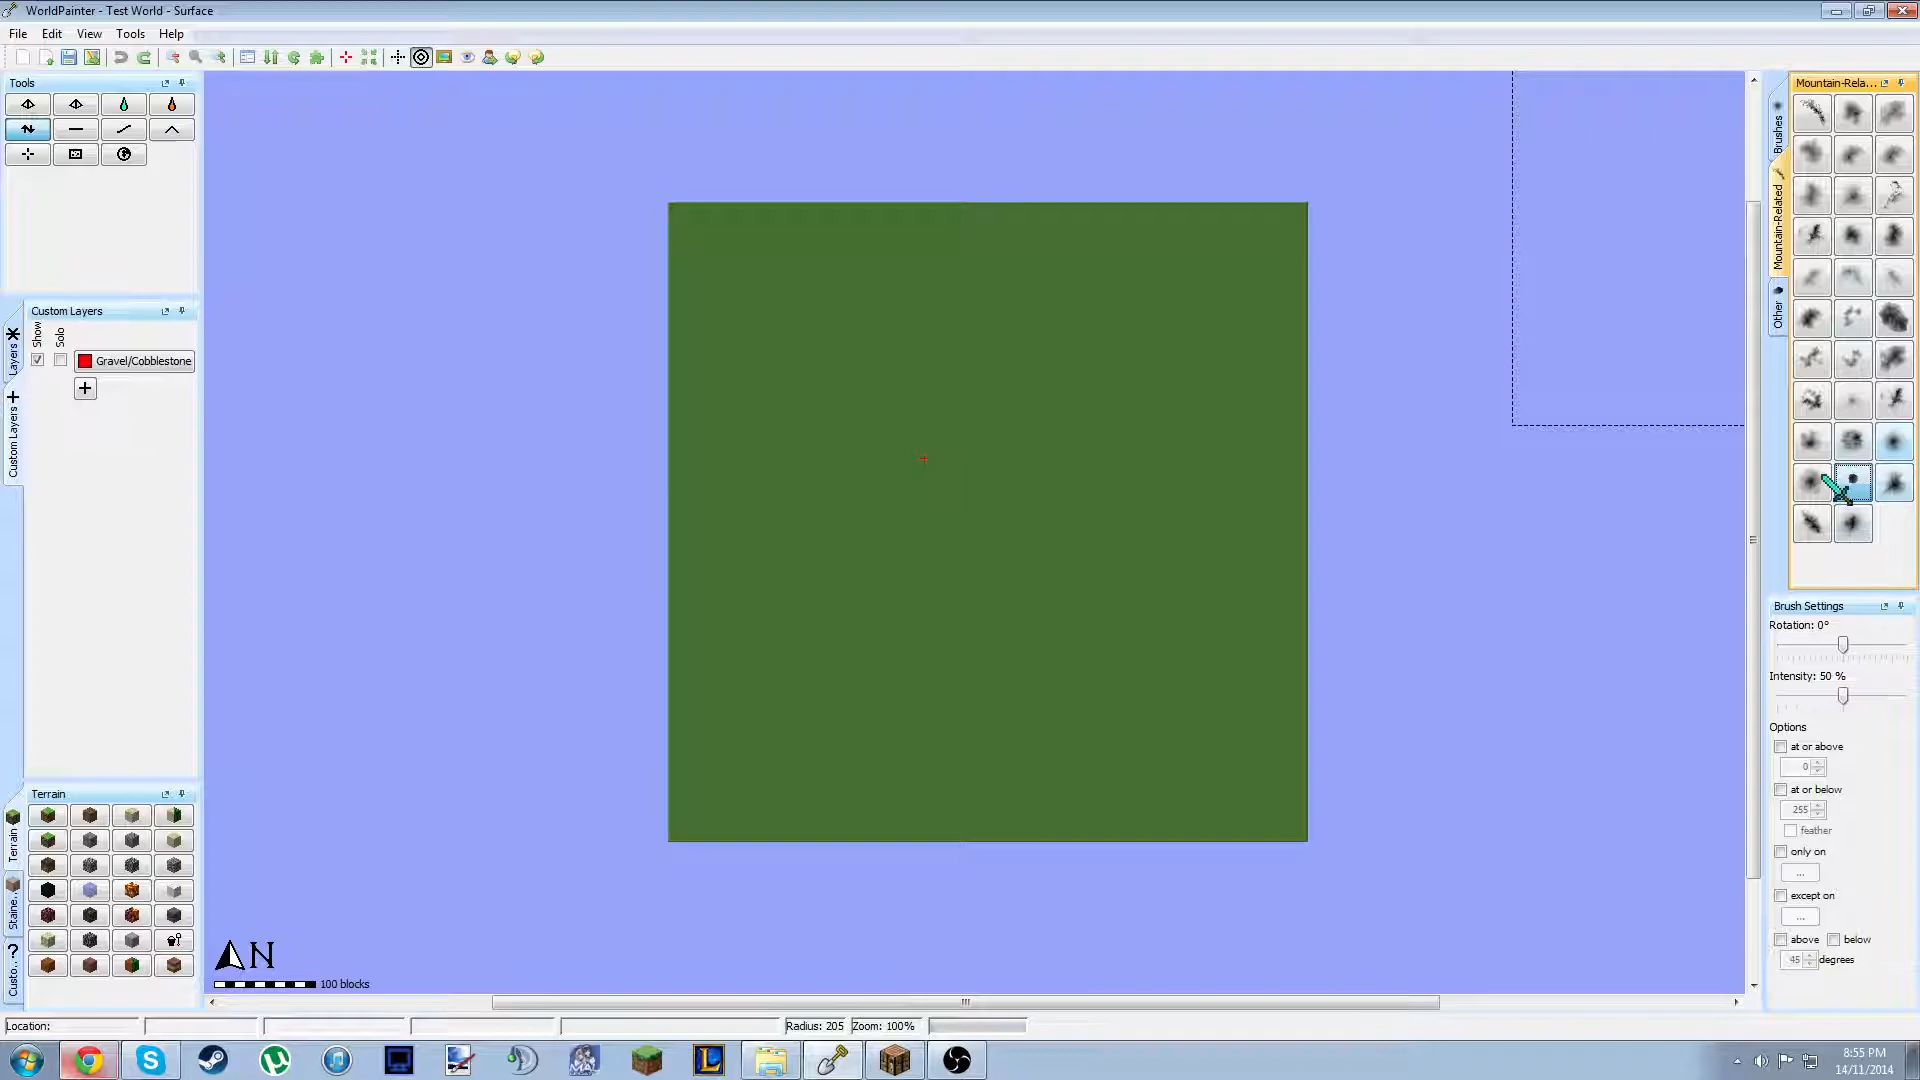 WorldPainter - Test World - Surface
File Edit View Tools Help
Tools
Custom Layers
Show
Solo
Gravel/Cobblestone
Layers
Custom Layers
Terrain
Terrain
Staine...
Custo...
N
100 blocks
Mountain-Rela...
Brushes
Mountain-Related
Other
Brush Settings
Rotation: 0°
Intensity: 50 %
Options
at or above
0
at or below
255
feather
only on
...
except on
...
above below
45 degrees
Location:
Radius: 205 Zoom: 100%
8:55 PM
14/11/2014